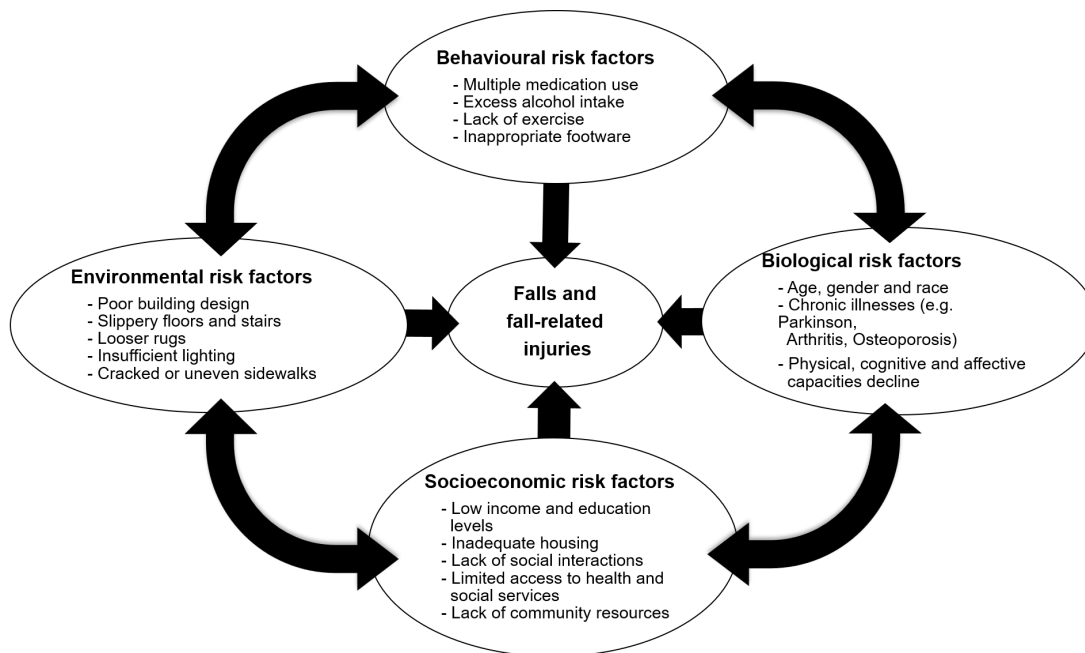 Behavioural risk factors
- Multiple medication use
- Excess alcohol intake
- Lack of exercise
- Inappropriate footware
Environmental risk factors
- Poor building design
- Slippery floors and stairs
- Looser rugs
- Insufficient lighting
- Cracked or uneven sidewalks
Falls and
fall-related
injuries
Biological risk factors
- Age, gender and race
- Chronic illnesses (e.g.
Parkinson,
Arthritis, Osteoporosis)
- Physical, cognitive and affective
capacities decline
Socioeconomic risk factors
- Low income and education
levels
- Inadequate housing
- Lack of social interactions
- Limited access to health and
social services
- Lack of community resources